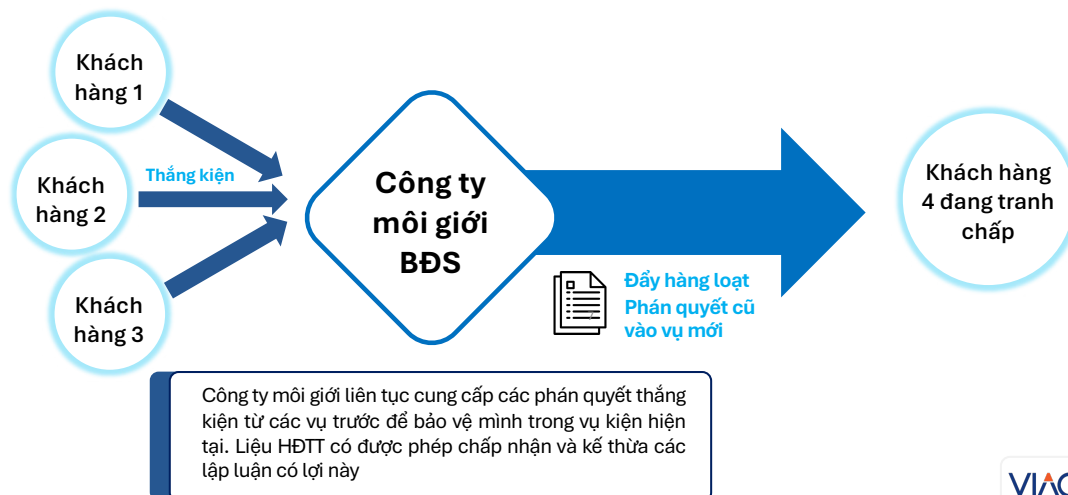 Khách
hàng 1
Khách
hàng 2
Khách
hàng 3
Thắng kiện
Công ty
môi giới
BĐS
Đẩy hàng loạt
Phán quyết cũ
vào vụ mới
Khách hàng
4 đang tranh
chấp
Công ty môi giới liên tục cung cấp các phán quyết thắng
kiện từ các vụ trước để bảo vệ mình trong vụ kiện hiện
tại. Liệu HĐTT có được phép chấp nhận và kế thừa các
lập luận có lợi này